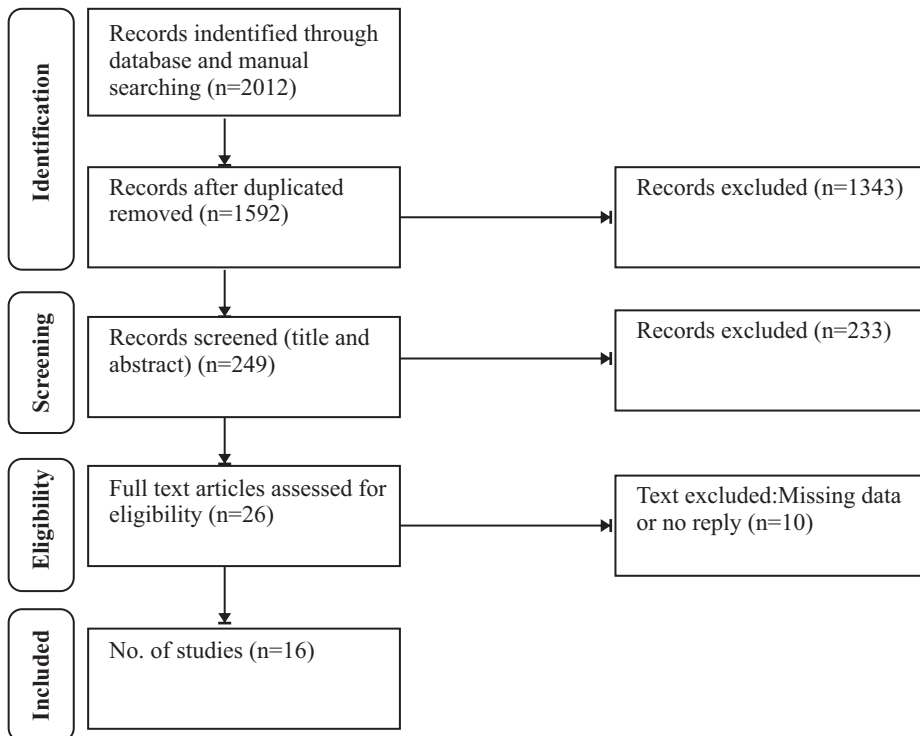 Identification
Records indentified through
database and manual
searching (n=2012)
Records after duplicated
removed (n=1592)
Records excluded (n=1343)
Screening
Records screened (title and
abstract) (n=249)
Records excluded (n=233)
Eligibility
Full text articles assessed for
eligibility (n=26)
Text excluded:Missing data
or no reply (n=10)
Included
No. of studies (n=16)